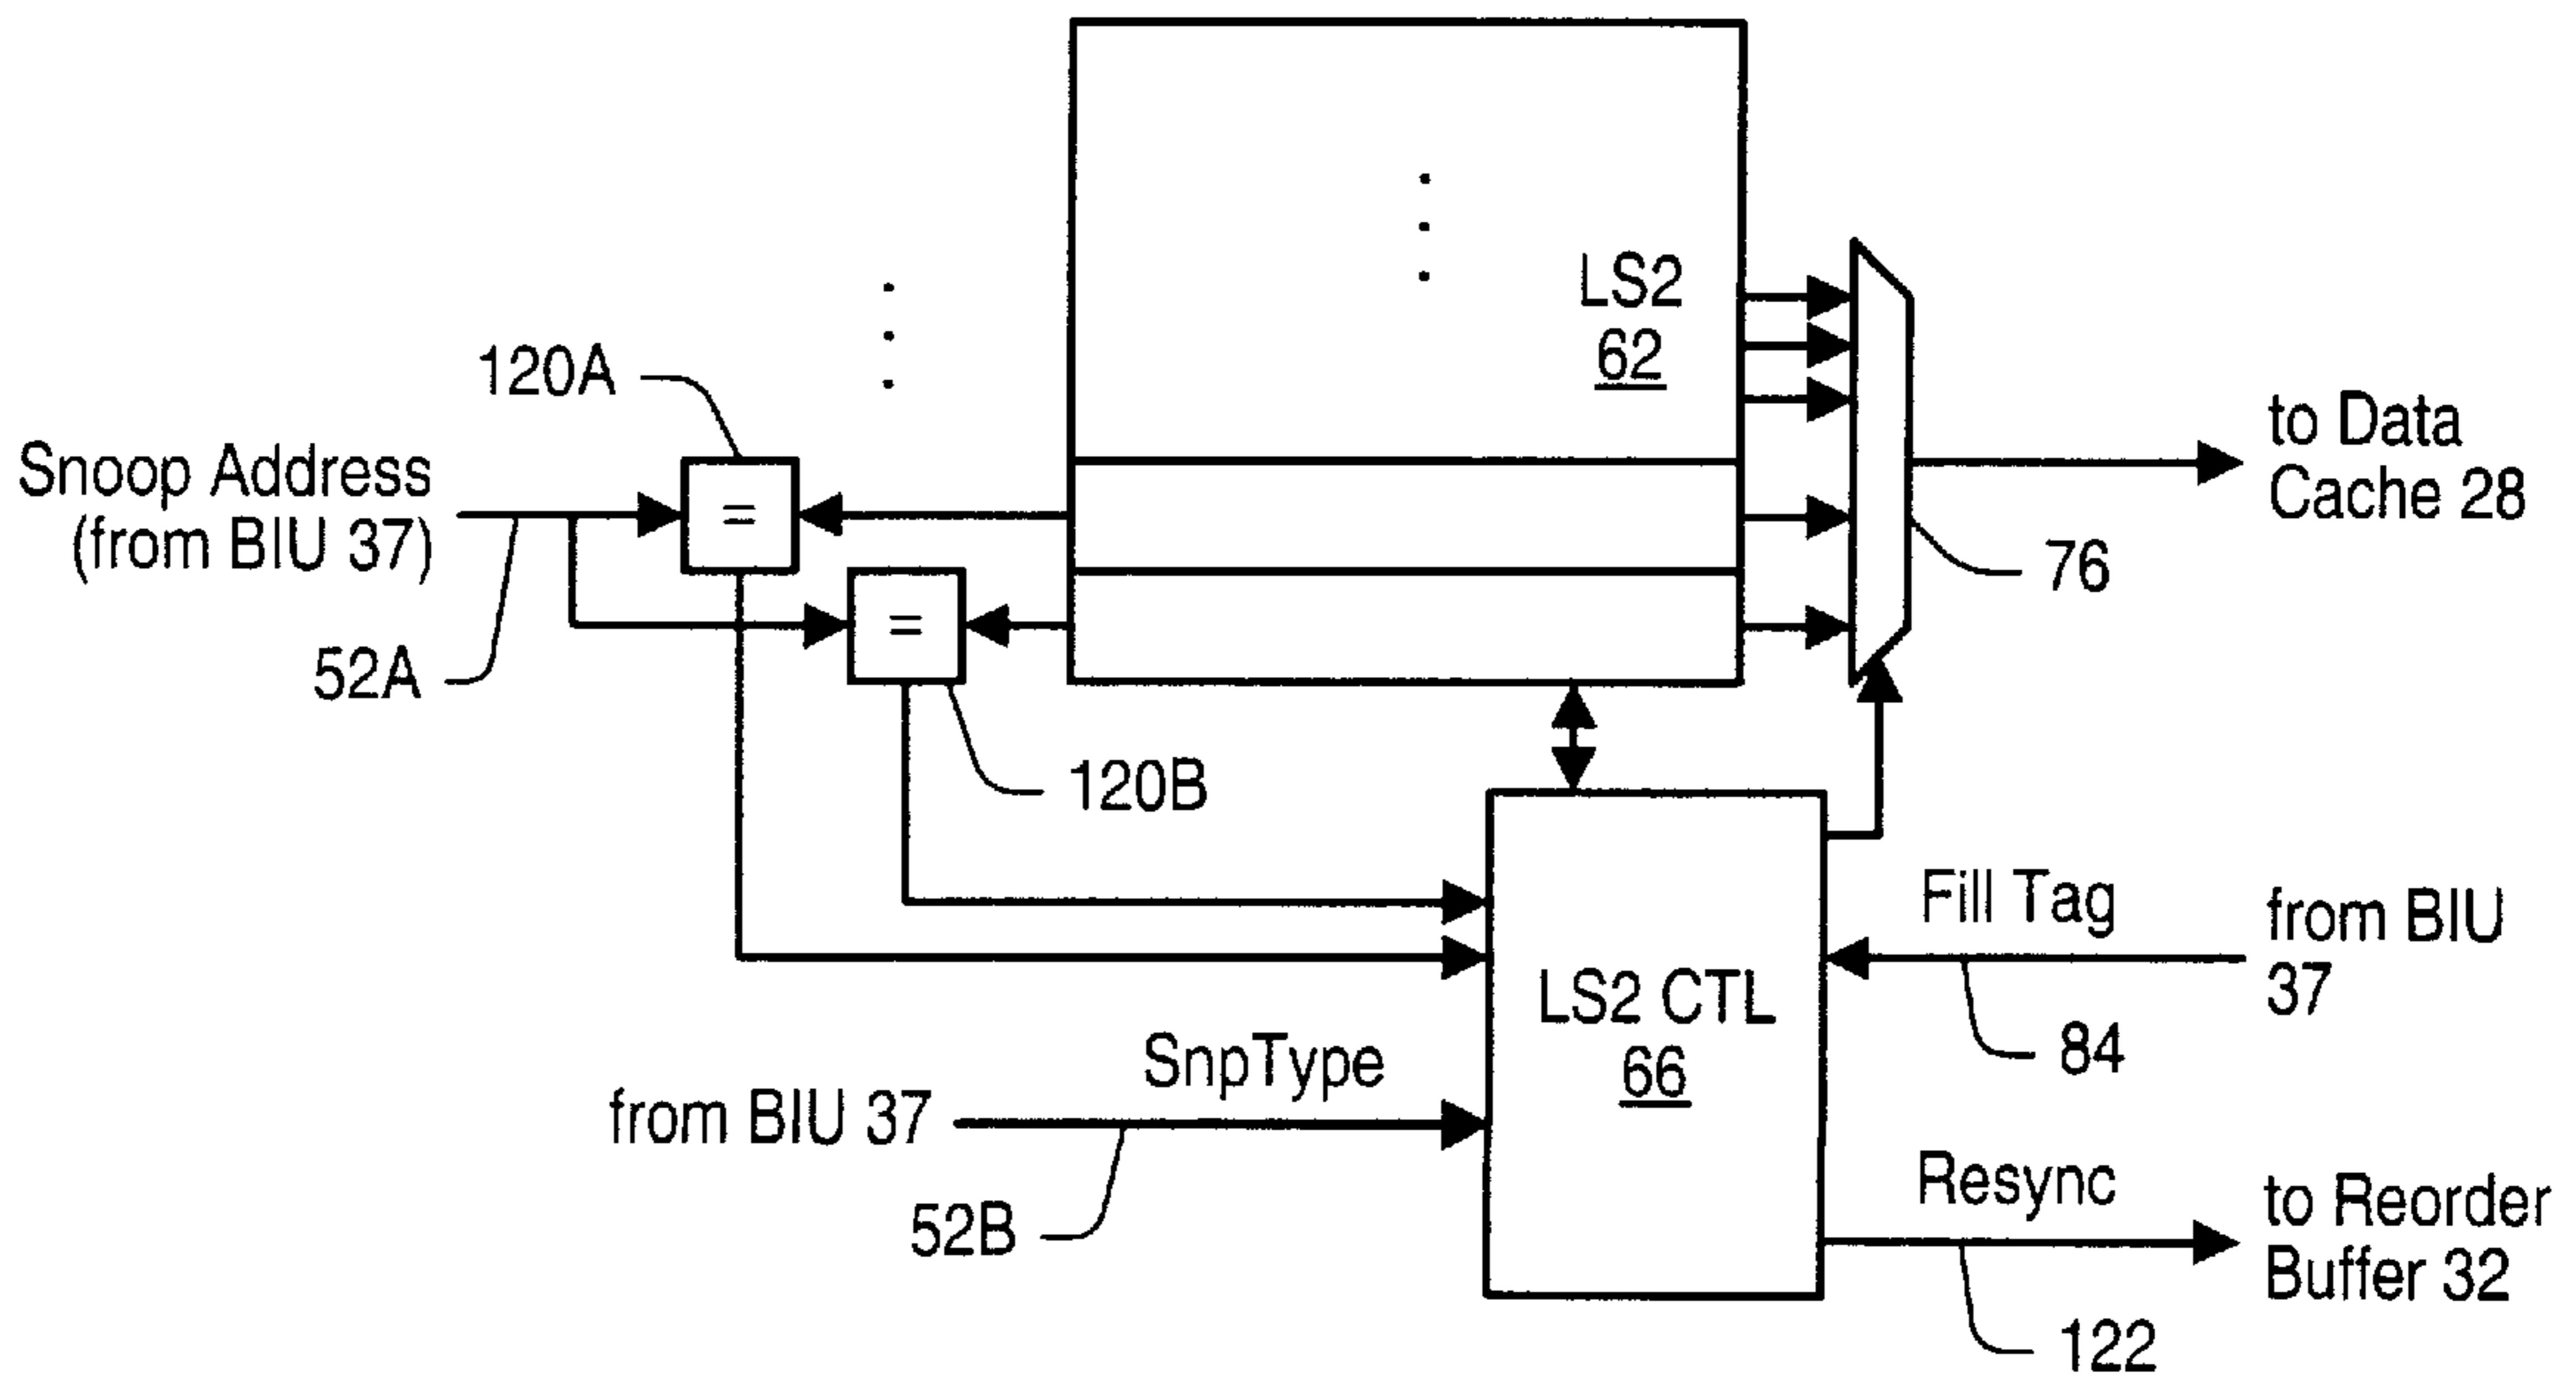 LS2
62
120A
to Data
Cache 28
Snoop Address
(from BIU 37)
=
76
=
52A
120B
Fill Tag
from BIU
37
LS2 CTL
66
84
SnpType
from BIU 37
52B
Resync
to Reorder
Buffer 32
122